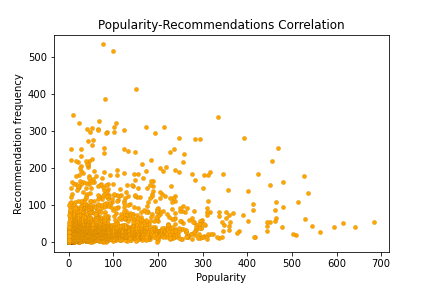 Popularity-Recommendations Correlation
Recommendation frequency
500
400
300
200
100
0
0 100 200 300 400 500 600 700
Popularity